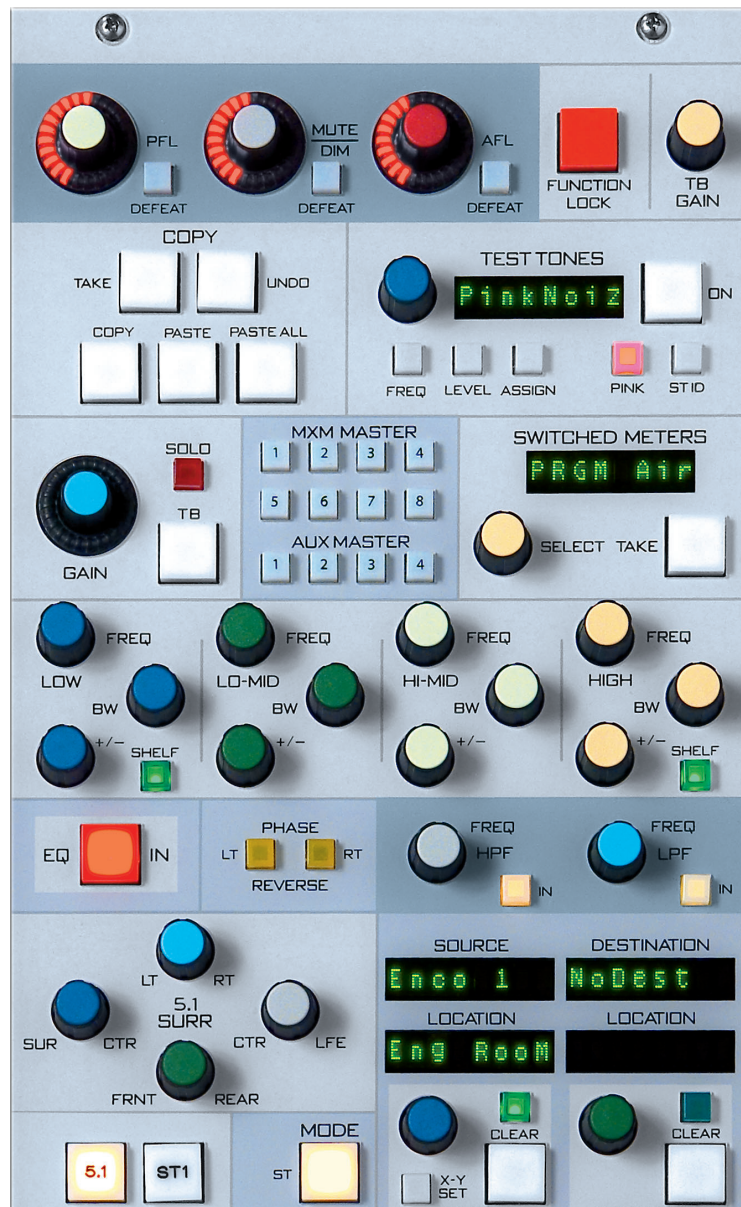 PFL
DEFEAT
MUTE
DIM
DEFEAT
AFL
DEFEAT
FUNCTION
LOCK
TB
GAIN
COPY
TAKE
UNDO
COPY PASTE PASTE ALL
TEST TONES
PinkNoiz
ON
FREQ LEVEL ASSIGN PINK ST ID
SOLO
TB
GAIN
MXM MASTER
1 2 3 4
5 6 7 8
AUX MASTER
1 2 3 4
SWITCHED METERS
PRGM Air
SELECT TAKE
FREQ
LOW
BW
+/-
SHELF
FREQ
LO-MID
BW
+/-
FREQ
HI-MID
BW
+/-
FREQ
HIGH
BW
+/-
SHELF
EQ IN
PHASE
LT RT
REVERSE
FREQ
HPF
IN
FREQ
LPF
IN
LT RT
5.1
SURR
SUR CTR
CTR LFE
FRNT REAR
SOURCE
Enco 1
LOCATION
Eng RooM
DESTINATION
NoDest
LOCATION
CLEAR
X-Y
SET
CLEAR
5.1
ST1
MODE
ST